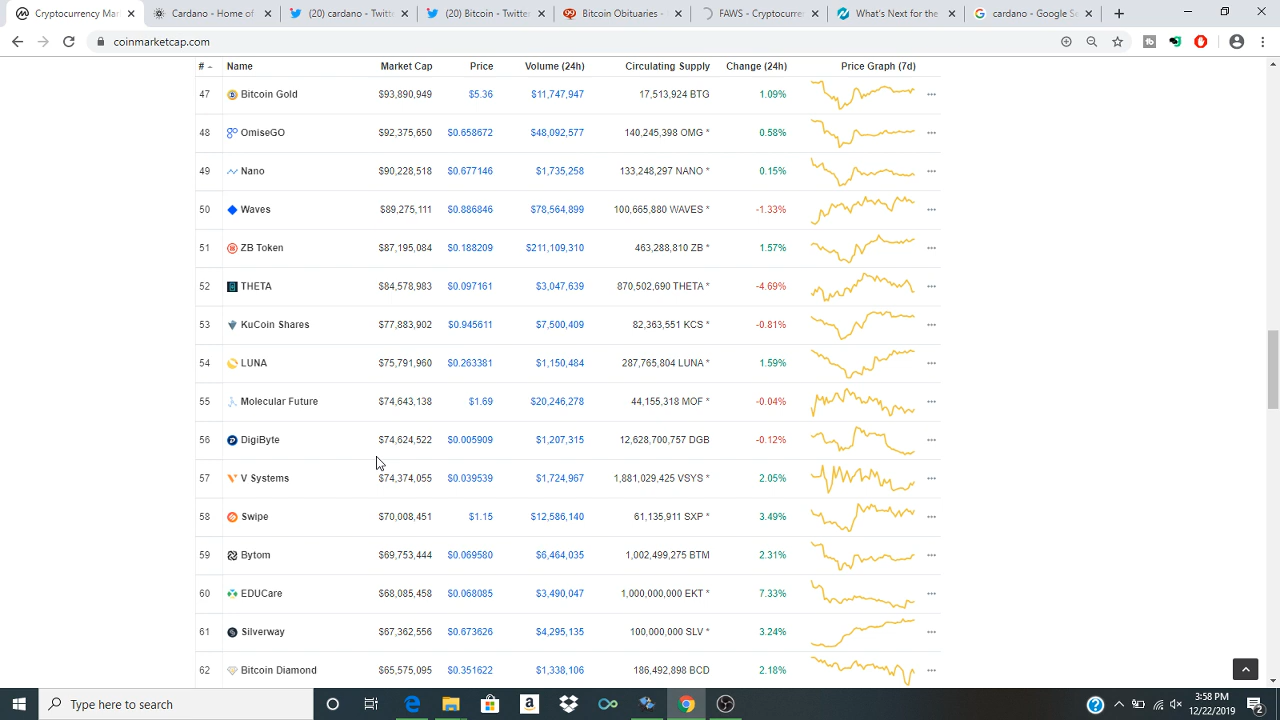 Cryptocurrency Mar
Cardano - Home - A
(20) cardano - Twitt
(20) Bitcoin - Twitter
Bitcoin Obituaries -
PAWS - Cryptocurre
What's Next for the
cardano - Google Se
coinmarketcap.com
# Name Market Cap Price Volume (24h) Circulating Supply Change (24h) Price Graph (7d)
47 Bitcoin Gold $93,890,949 $5.36 $11,747,947 17,513,924 BTG 1.09%
48 OmiseGO $92,375,650 $0.658672 $48,092,577 140,245,398 OMG * 0.58%
49 Nano $90,228,518 $0.677146 $1,735,258 133,248,297 NANO * 0.15%
50 Waves $89,275,111 $0.886846 $78,564,899 100,665,880 WAVES * -1.33%
51 ZB Token $87,195,084 $0.188209 $211,109,310 463,288,810 ZB * 1.57%
52 THETA $84,578,983 $0.097161 $3,047,639 870,502,690 THETA * -4.69%
53 KuCoin Shares $77,883,902 $0.945611 $7,500,409 82,363,551 KCS * -0.81%
54 LUNA $75,791,960 $0.263381 $1,150,484 287,765,804 LUNA * 1.59%
55 Molecular Future $74,643,138 $1.69 $20,246,278 44,155,318 MOF * -0.04%
56 DigiByte $74,624,522 $0.005909 $1,207,315 12,628,700,757 DGB -0.12%
57 V Systems $74,374,055 $0.039539 $1,724,967 1,881,029,425 VSYS * 2.05%
58 Swipe $70,008,451 $1.15 $12,586,140 61,135,911 SXP * 3.49%
59 Bytom $69,753,444 $0.069580 $6,464,035 1,002,499,275 BTM 2.31%
60 EDUCare $68,085,458 $0.068085 $3,490,047 1,000,000,000 EKT * 7.33%
61 Silverway $67,362,556 $0.673626 $4,295,135 100,000,000 SLV * 3.24%
62 Bitcoin Diamond $65,575,095 $0.351622 $1,338,106 186,492,898 BCD 2.18%
Type here to search
3:58 PM
12/22/2019
2